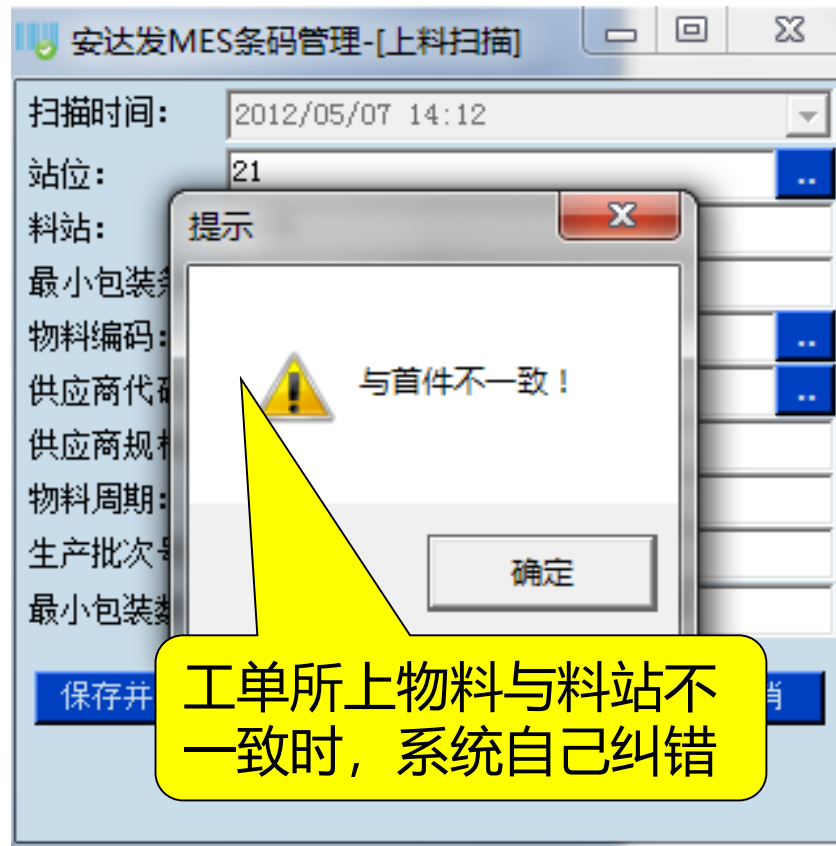 安达发MES条码管理-[上料扫描]
扫描时间：
2012/05/07 14:12
站位：
21
..
料站：
提示
最小包装
物料编码：
..
与首件不一致！
供应商代
..
供应商规
物料周期：
生产批次
确定
最小包装
保存并
工单所上物料与料站不
一致时，系统自己纠错